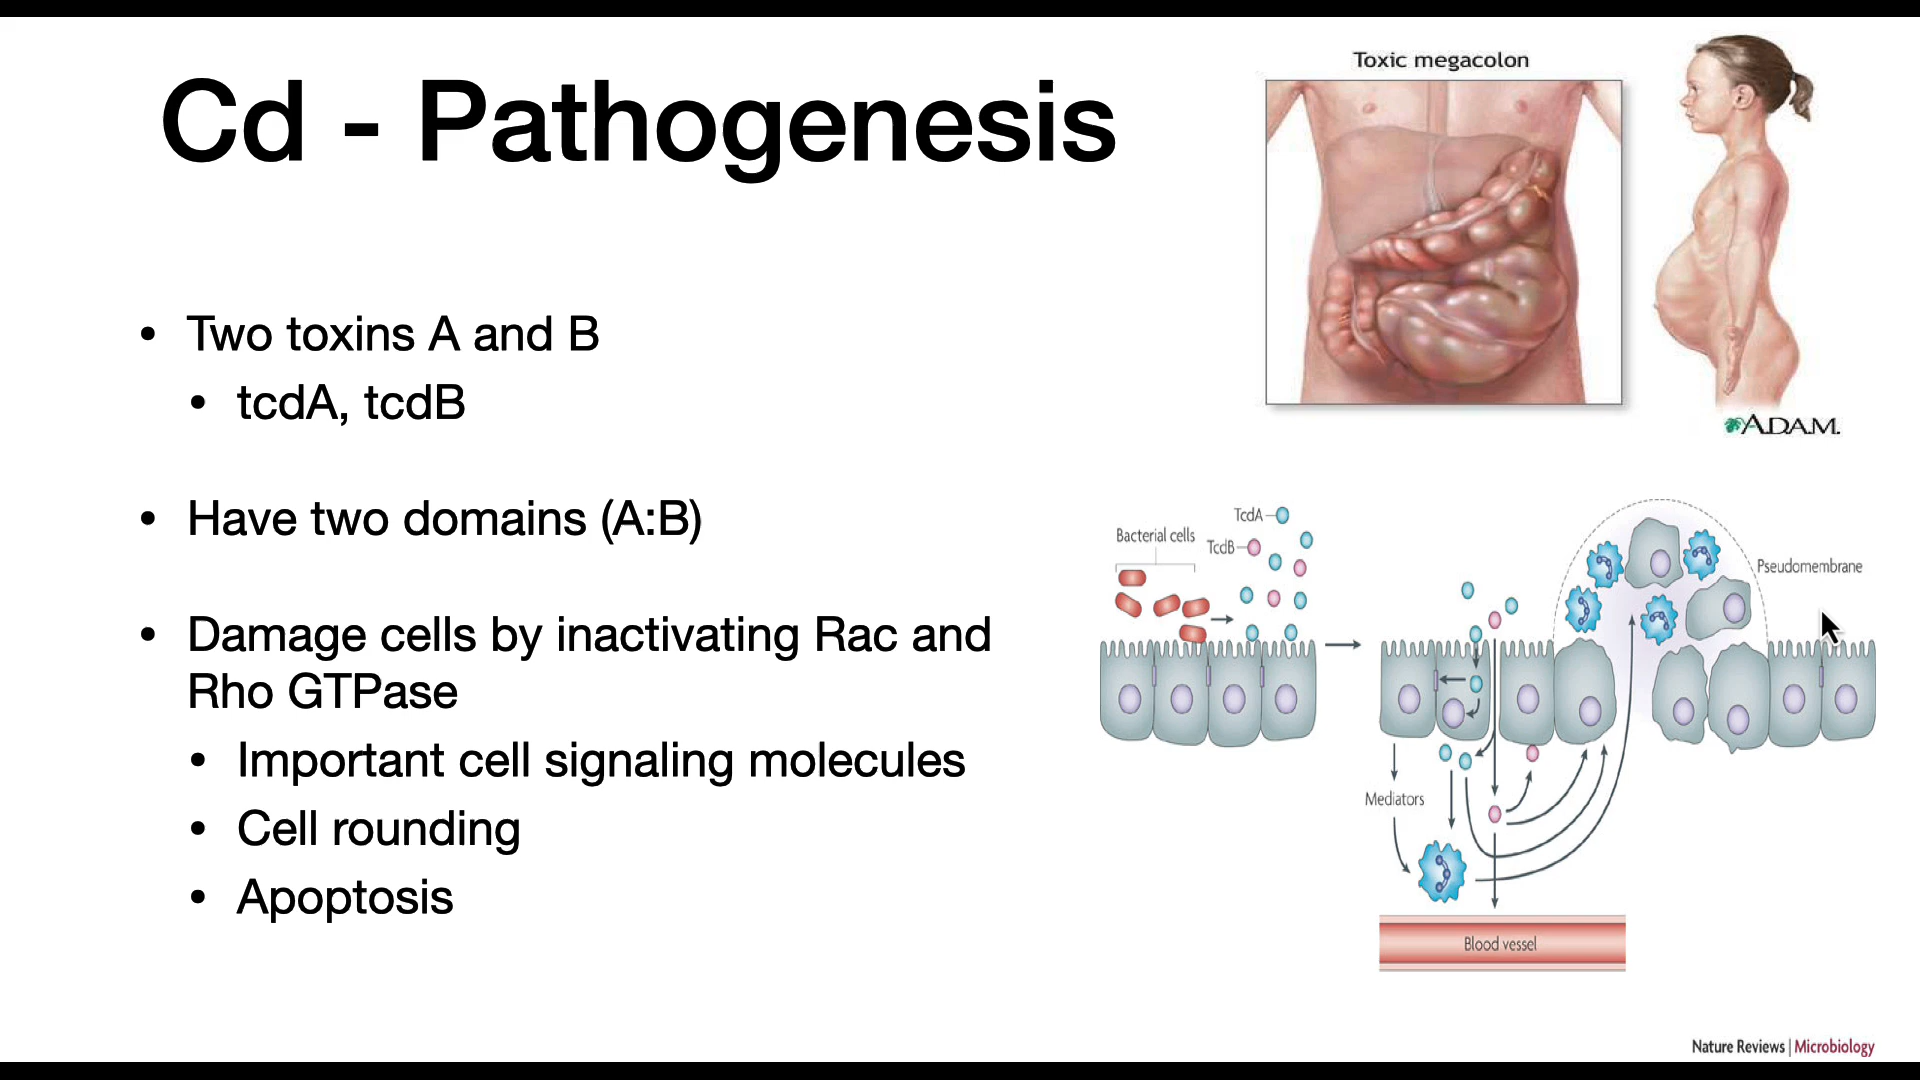 Cd - Pathogenesis
• Two toxins A and B
• tcdA, tcdB
• Have two domains (A:B)
• Damage cells by inactivating Rac and
Rho GTPase
• Important cell signaling molecules
• Cell rounding
• Apoptosis
Toxic megacolon
A.D.A.M.
TcdA
Bacterial cells
TcdB
Pseudomembrane
Mediators
Blood vessel
Nature Reviews | Microbiology